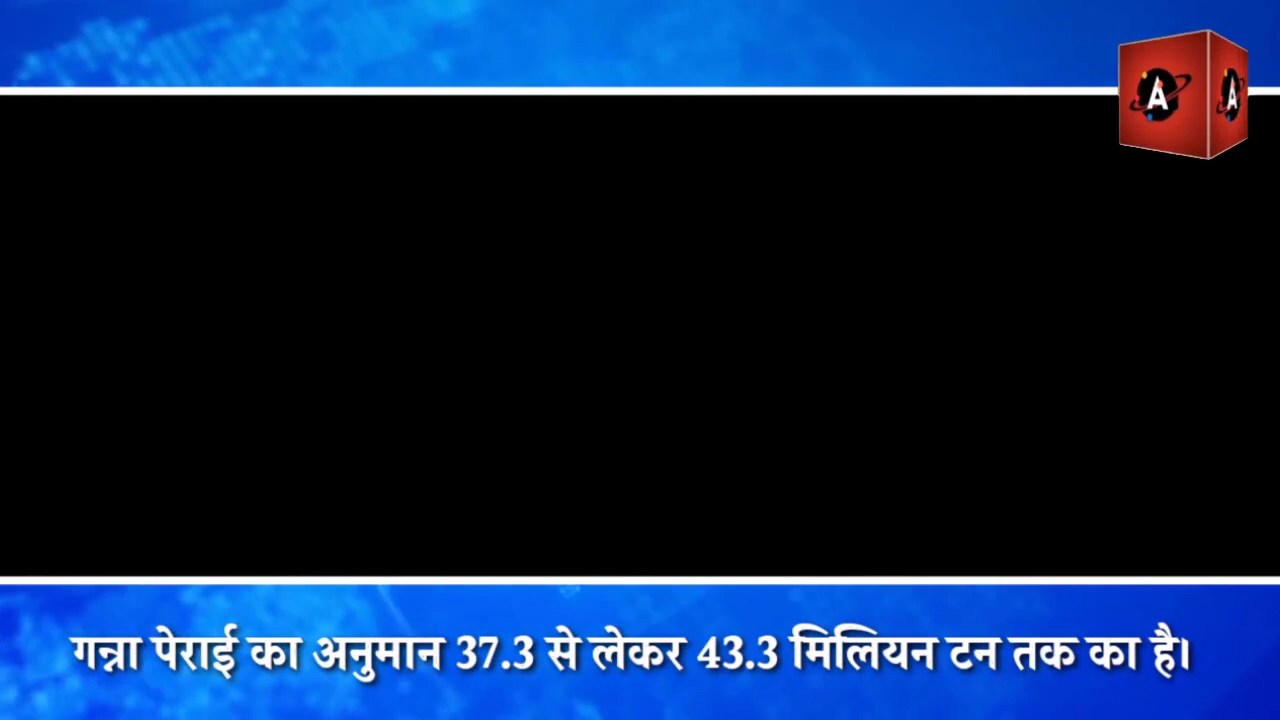 A A
गन्ना पेराई का अनुमान 37.3 से लेकर 43.3 मिलियन टन तक का है।